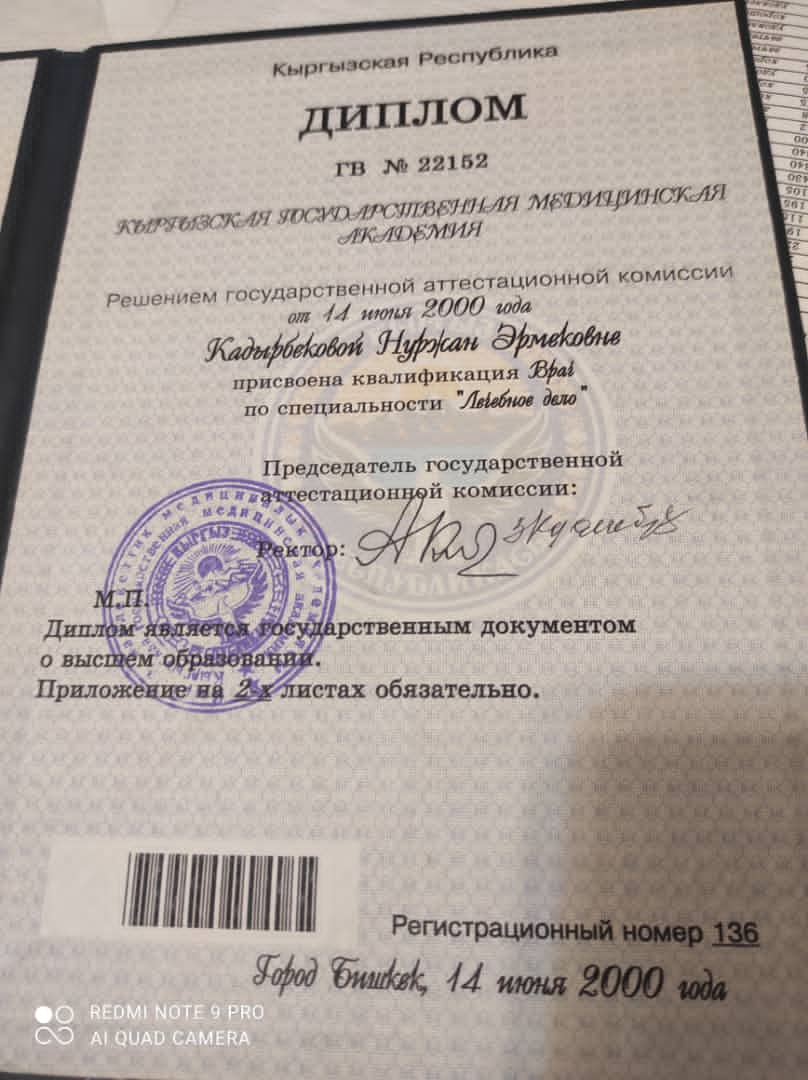 Кыргызская Республика
ДИПЛОМ
ГВ № 22152
КЫРГЫЗСКАЯ ГОСУДАРСТВЕННАЯ МЕДИЦИНСКАЯ
АКАДЕМИЯ
Решением государственной аттестационной комиссии
от 14 июня 2000 года
Кадырбековой Нуржан Эрмековне
присвоена квалификация Врач
по специальности "Лечебное дело"
Председатель государственной
аттестационной комиссии:
Ректор:
М.П.
Диплом является государственным документом
о высшем образовании.
Приложение на 2-х листах обязательно.
Регистрационный номер 136
Город Бишкек, 14 июня 2000 года
REDMI NOTE 9 PRO
AI QUAD CAMERA